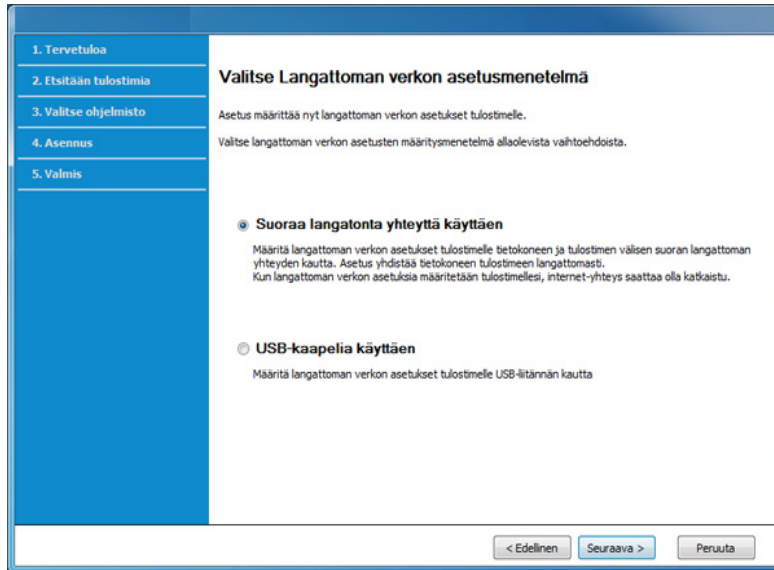 1. Tervetuloa
2. Etsitään tulostimia
3. Valitse ohjelmisto
4. Asennus
5. Valmis
Valitse Langattoman verkon asetusmenetelmä
Asetus määrittää nyt langattoman verkon asetukset tulostimelle.
Valitse langattoman verkon asetusten määritysmenetelmä allaolevista vaihtoehdoista.
Suoraa langatonta yhteyttä käyttäen
Määritä langattoman verkon asetukset tulostimelle tietokoneen ja tulostimen välisen suoran langattoman
yhteyden kautta. Asetus yhdistää tietokoneen tulostimeen langattomasti.
Kun langattoman verkon asetuksia määritetään tulostimellesi, internet-yhteys saattaa olla katkaistu.
USB-kaapelia käyttäen
Määritä langattoman verkon asetukset tulostimelle USB-liitännän kautta
< Edellinen Seuraava > Peruuta